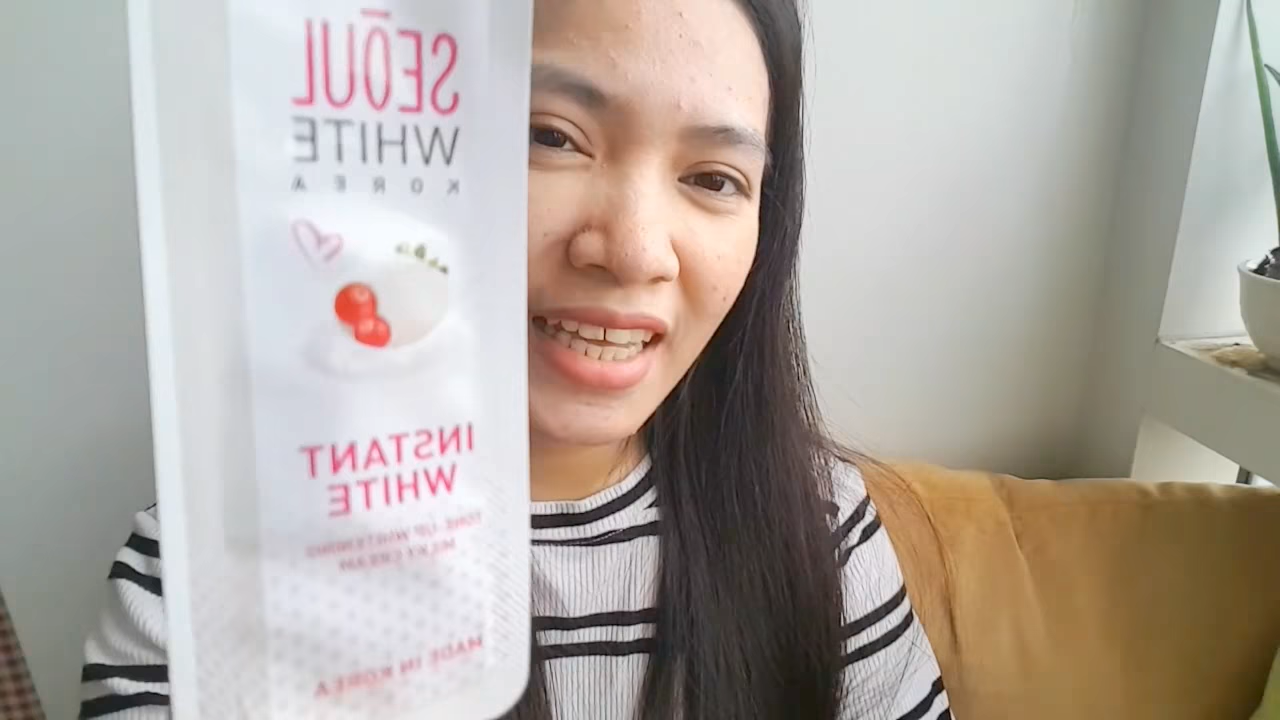 SEŌUL
WHITE
KOREA
INSTANT
WHITE
TONE-UP WHITENING
MILKY CREAM
MADE IN KOREA